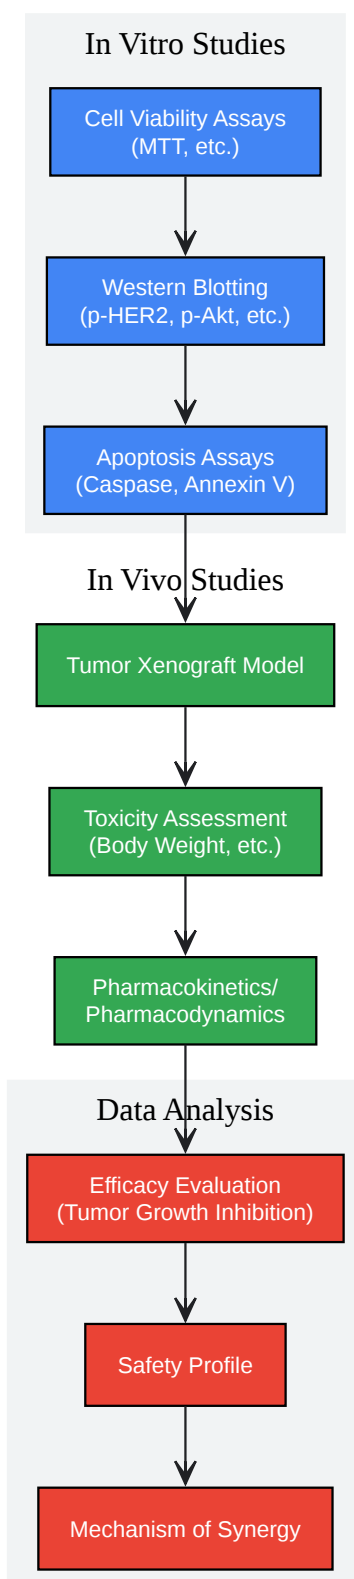 In Vitro Studies
Cell Viability Assays
(MTT, etc.)
Western Blotting
(p-HER2, p-Akt, etc.)
Apoptosis Assays
(Caspase, Annexin V)
In Vivo Studies
Tumor Xenograft Model
Toxicity Assessment
(Body Weight, etc.)
Pharmacokinetics/
Pharmacodynamics
Data Analysis
Efficacy Evaluation
(Tumor Growth Inhibition)
Safety Profile
Mechanism of Synergy